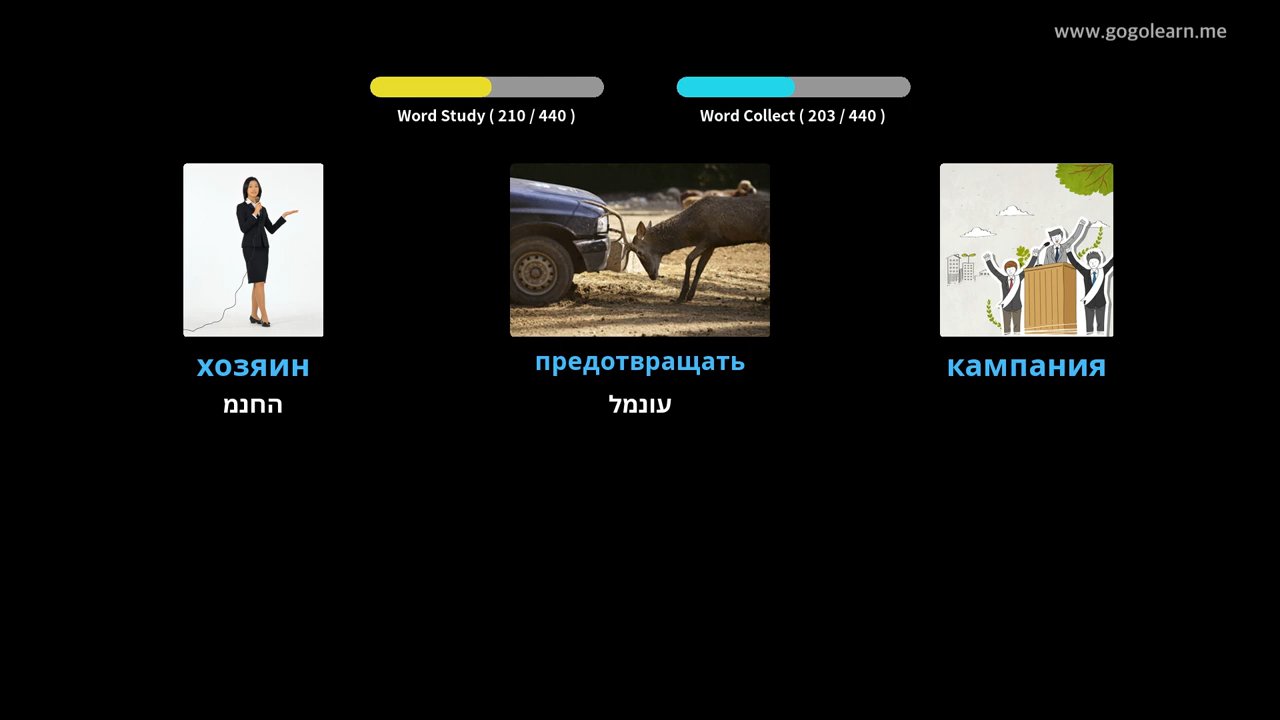 www.gogolearn.me
Word Study ( 210 / 440 )
Word Collect ( 203 / 440 )
хозяин
החנמ
предотвращать
עונמל
кампания